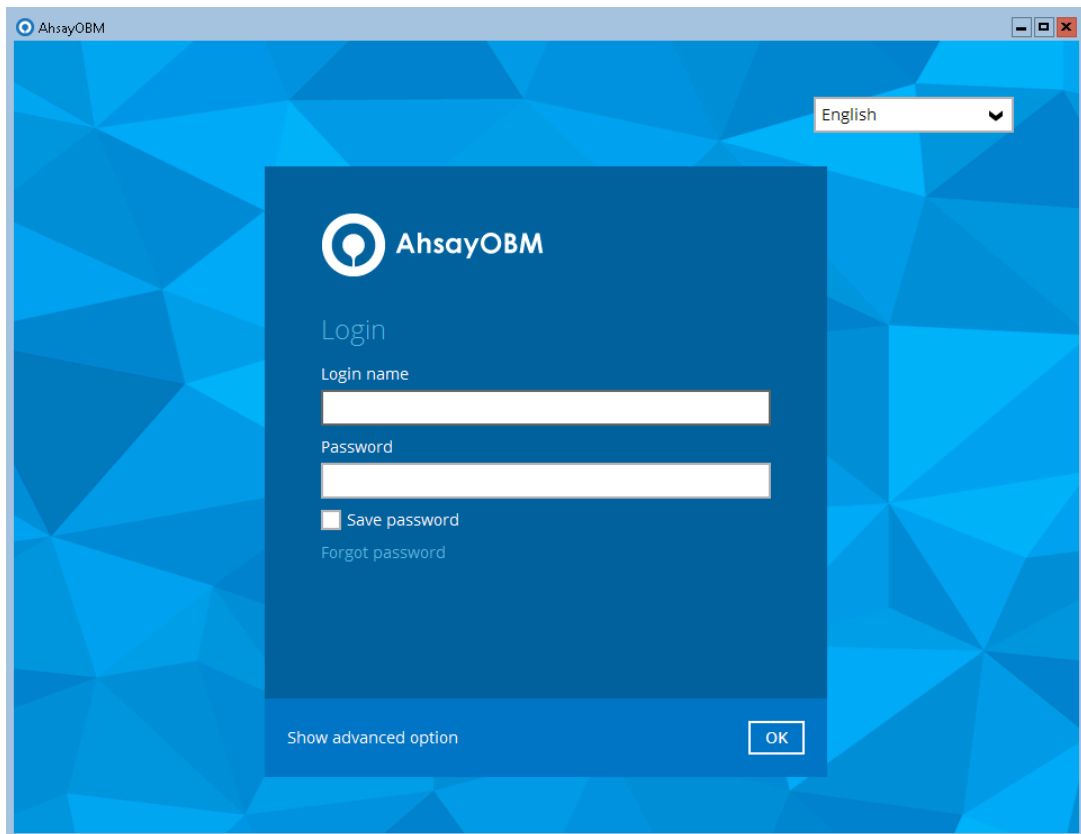 AhsayOBM
English
AhsayOBM
Login
Login name
Password
Save password
Forgot password
Show advanced option
OK